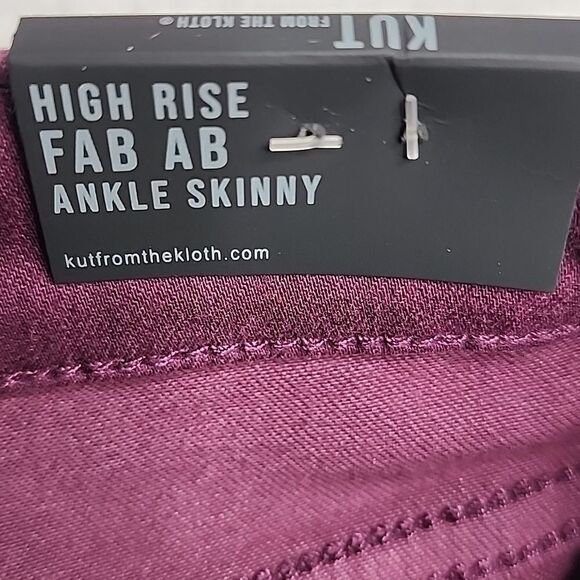 KUT
FROM THE KLOTH®
HIGH RISE
FAB AB
ANKLE SKINNY
kutfromthekloth.com